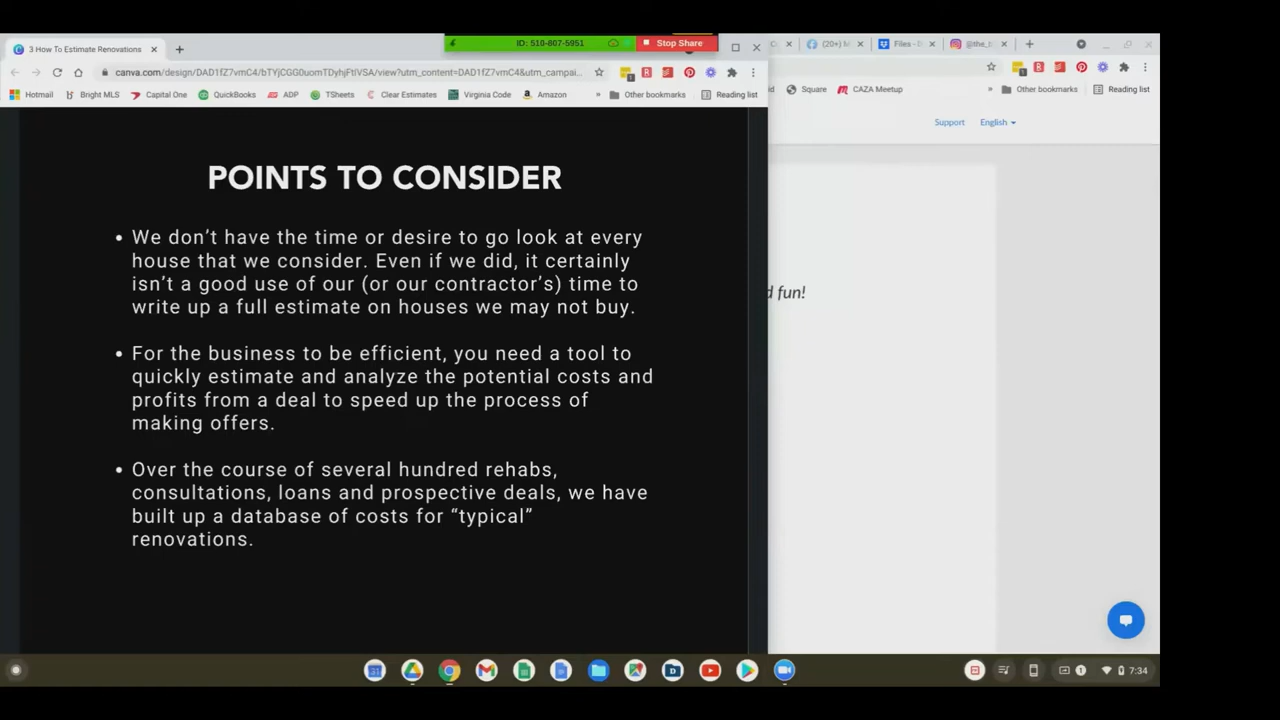 3 How To Estimate Renovations
ID: 510-807-5951
Stop Share
(20+)
Files -
@the_
canva.com/design/DAD1fZ7vmC4/bTYjCGG0uomTDyhjFtIVSA/view?utm_content=DAD1fZ7vmC4&utm_campai...
Hotmail
Bright MLS
Capital One
QuickBooks
ADP
TSheets
Clear Estimates
Virginia Code
Amazon
»
Other bookmarks
Reading list
Square
CAZA Meetup
»
Other bookmarks
Reading list
Support
English
POINTS TO CONSIDER
• We don't have the time or desire to go look at every
house that we consider. Even if we did, it certainly
isn't a good use of our (or our contractor's) time to
write up a full estimate on houses we may not buy.
• For the business to be efficient, you need a tool to
quickly estimate and analyze the potential costs and
profits from a deal to speed up the process of
making offers.
• Over the course of several hundred rehabs,
consultations, loans and prospective deals, we have
built up a database of costs for “typical”
renovations.
d fun!
7:34